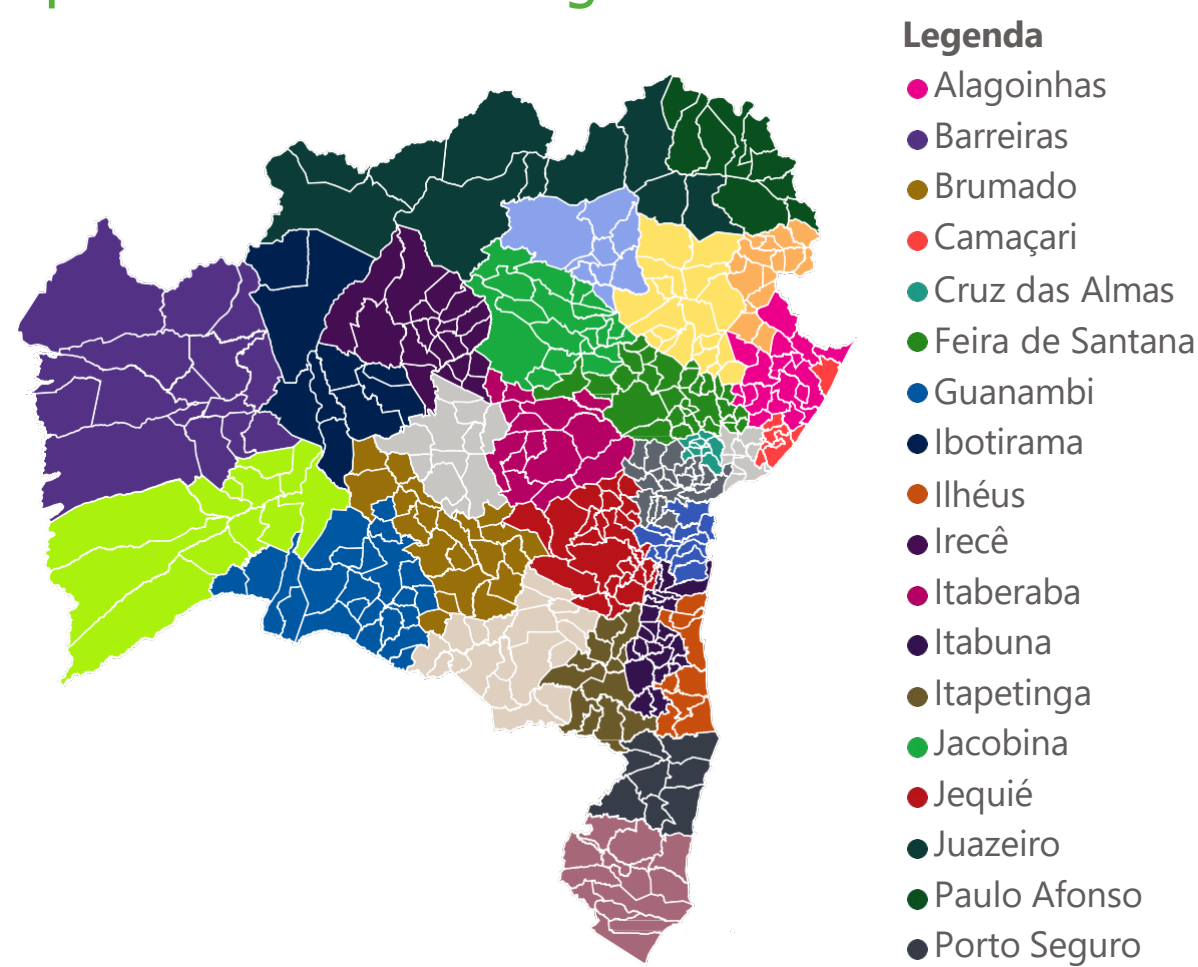 Legenda
Alagoinhas
Barreiras
Brumado
Camaçari
Cruz das Almas
Feira de Santana
Guanambi
Ibotirama
Ilhéus
Irecê
Itaberaba
Itabuna
Itapetinga
Jacobina
Jequié
Juazeiro
Paulo Afonso
Porto Seguro